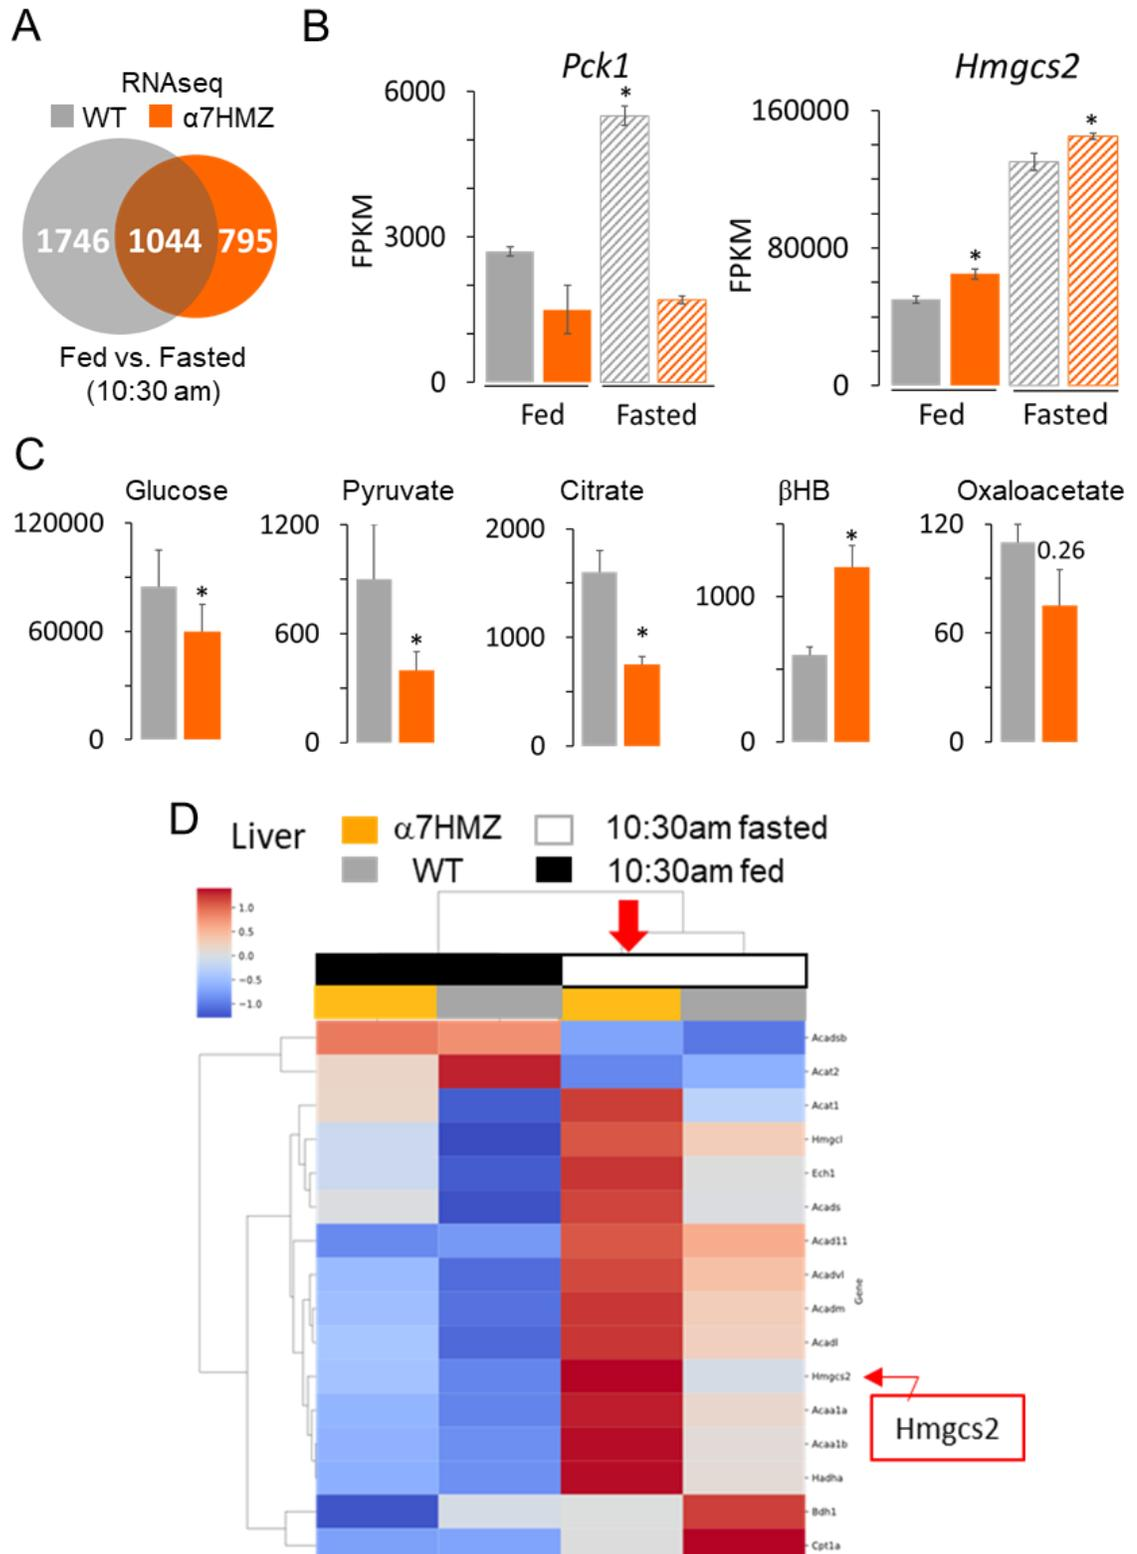 A
RNAseq
WT α7HMZ
1746 1044 795
Fed vs. Fasted
(10:30 am)
B
Pck1
6000
3000
0
FPKM
*
Fed Fasted
Hmgcs2
160000
80000
0
FPKM
*
*
Fed Fasted
C
Glucose
120000
60000
0
*
Pyruvate
1200
600
0
*
Citrate
2000
1000
0
*
βHB
1000
0
*
Oxaloacetate
120
60
0
0.26
D
Liver
α7HMZ 10:30am fasted
WT 10:30am fed
1.0
0.5
0.0
−0.5
−1.0
Acadsb
Acat2
Acat1
Hmgcl
Ech1
Acads
Acad11
Acadvl
Acadm
Acadl
Hmgcs2
Acaa1a
Acaa1b
Hadha
Bdh1
Cpt1a
Gene
Hmgcs2